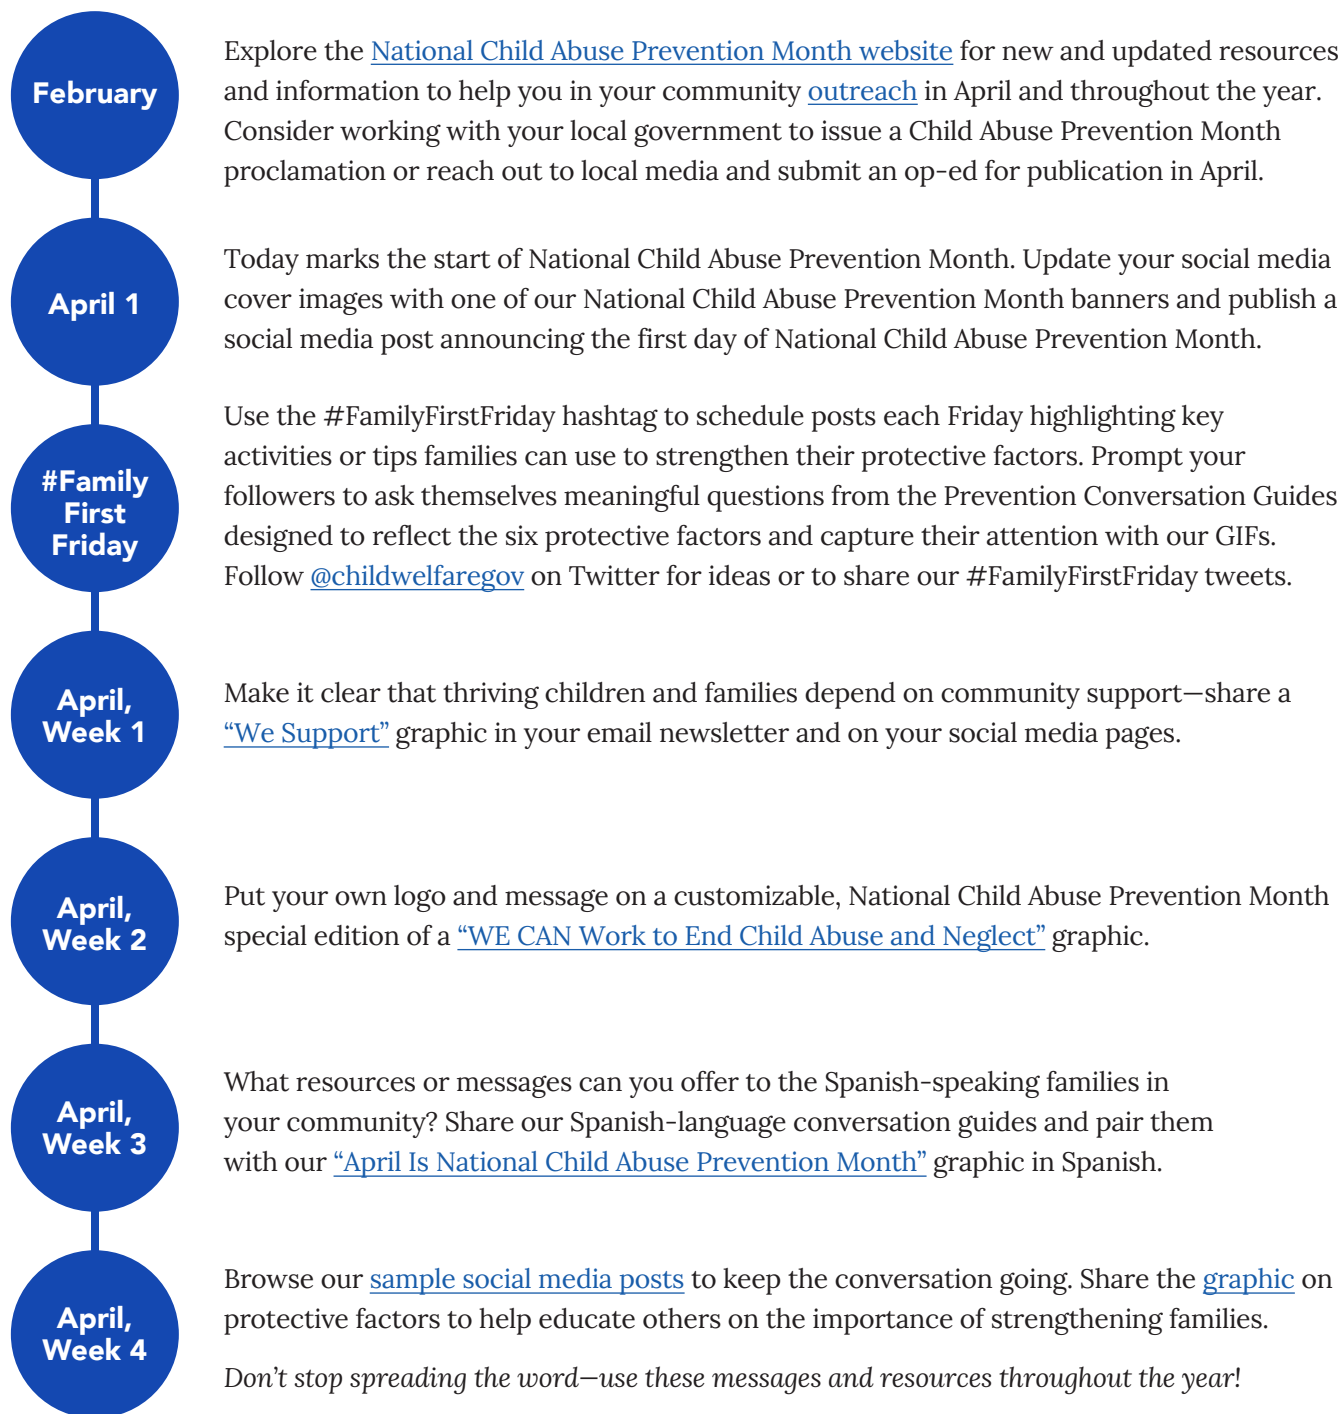 February
Explore the National Child Abuse Prevention Month website for new and updated resources
and information to help you in your community outreach in April and throughout the year.
Consider working with your local government to issue a Child Abuse Prevention Month
proclamation or reach out to local media and submit an op-ed for publication in April.
April 1
Today marks the start of National Child Abuse Prevention Month. Update your social media
cover images with one of our National Child Abuse Prevention Month banners and publish a
social media post announcing the first day of National Child Abuse Prevention Month.
#Family
First
Friday
Use the #FamilyFirstFriday hashtag to schedule posts each Friday highlighting key
activities or tips families can use to strengthen their protective factors. Prompt your
followers to ask themselves meaningful questions from the Prevention Conversation Guides
designed to reflect the six protective factors and capture their attention with our GIFs.
Follow @childwelfaregov on Twitter for ideas or to share our #FamilyFirstFriday tweets.
April,
Week 1
Make it clear that thriving children and families depend on community support—share a
“We Support” graphic in your email newsletter and on your social media pages.
April,
Week 2
Put your own logo and message on a customizable, National Child Abuse Prevention Month
special edition of a “WE CAN Work to End Child Abuse and Neglect” graphic.
April,
Week 3
What resources or messages can you offer to the Spanish-speaking families in
your community? Share our Spanish-language conversation guides and pair them
with our “April Is National Child Abuse Prevention Month” graphic in Spanish.
April,
Week 4
Browse our sample social media posts to keep the conversation going. Share the graphic on
protective factors to help educate others on the importance of strengthening families.
Don’t stop spreading the word—use these messages and resources throughout the year!